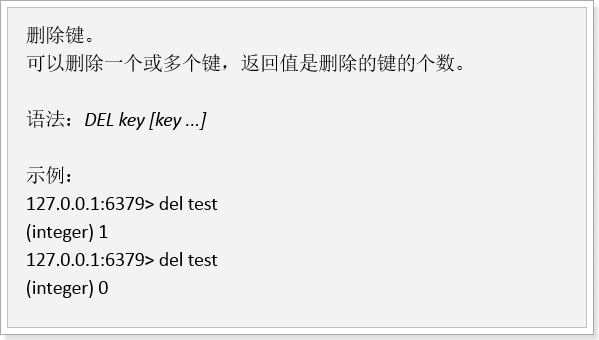 删除键。
可以删除一个或多个键，返回值是删除的键的个数。
语法：DEL key [key ...]
示例：
127.0.0.1:6379> del test
(integer) 1
127.0.0.1:6379> del test
(integer) 0